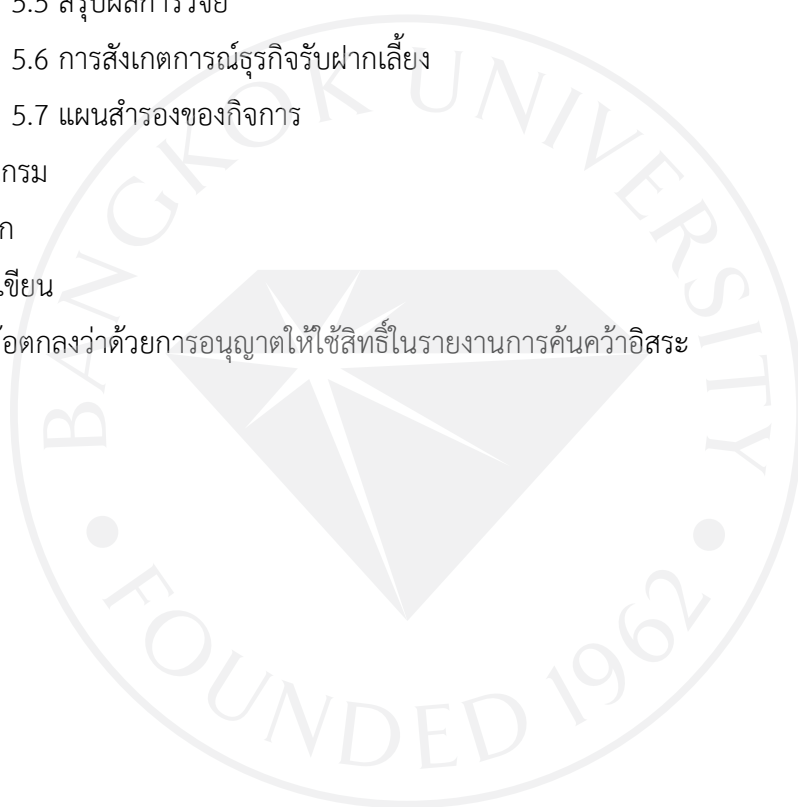 5.5 สรุปผลการวิจัย
5.6 การสังเกตการณ์ธุรกิจรับฝากเลี้ยง
5.7 แผนสำรองของกิจการ
กรม
ก
เขียน
้อตกลงว่าด้วยการอนุญาตให้ใช้สิทธิ์ในรายงานการค้นคว้าอิสระ
BANGKOK UNIVERSITY
FOUNDED 1962